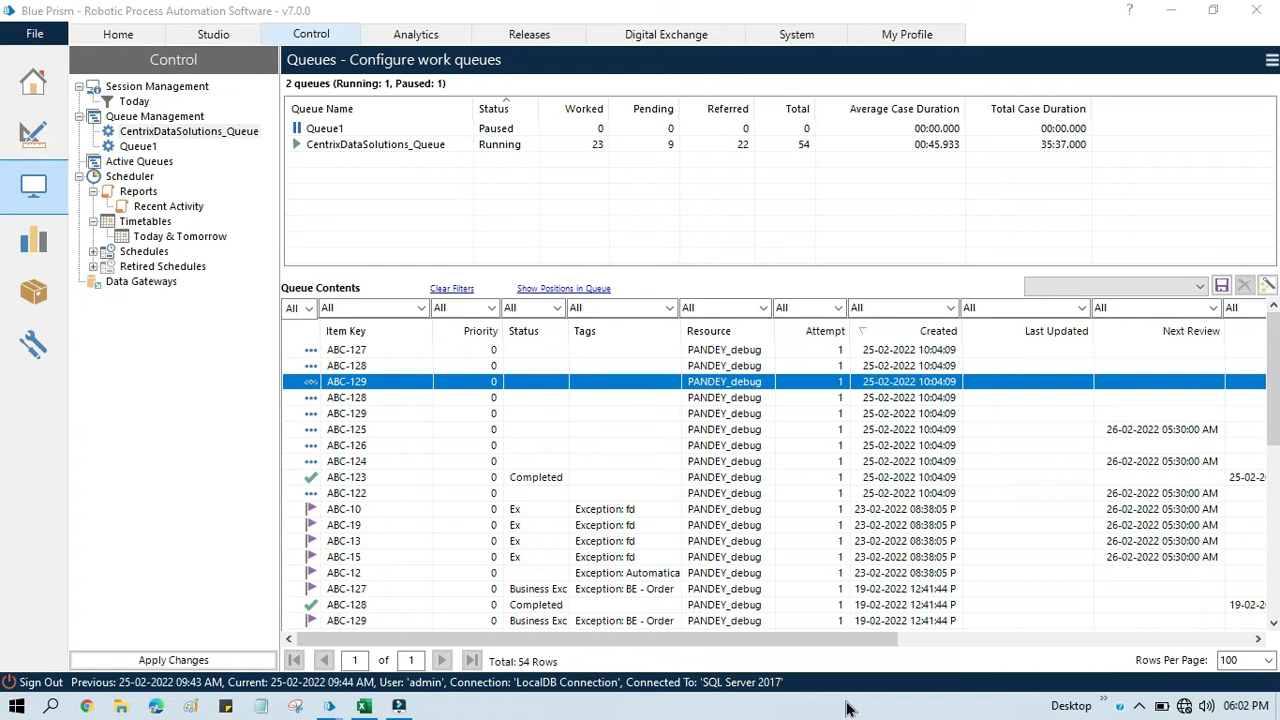 Blue Prism - Robotic Process Automation Software - v7.0.0
File Home Studio Control Analytics Releases Digital Exchange System My Profile
Control
Session Management
Today
Queue Management
CentrixDataSolutions_Queue
Queue1
Active Queues
Scheduler
Reports
Recent Activity
Timetables
Today & Tomorrow
Schedules
Retired Schedules
Data Gateways
Apply Changes
Queues - Configure work queues
2 queues (Running: 1, Paused: 1)
Queue Name Status Worked Pending Referred Total Average Case Duration Total Case Duration
Queue1 Paused 0 0 0 0 00:00.000 00:00.000
CentrixDataSolutions_Queue Running 23 9 22 54 00:45.933 35:37.000
Queue Contents Clear Filters Show Positions in Queue
All All All All All All All All All All All
Item Key Priority Status Tags Resource Attempt Created Last Updated Next Review
ABC-127 0 PANDEY_debug 1 25-02-2022 10:04:09
ABC-128 0 PANDEY_debug 1 25-02-2022 10:04:09
ABC-129 0 PANDEY_debug 1 25-02-2022 10:04:09
ABC-128 0 PANDEY_debug 1 25-02-2022 10:04:09
ABC-129 0 PANDEY_debug 1 25-02-2022 10:04:09
ABC-125 0 PANDEY_debug 1 25-02-2022 10:04:09 26-02-2022 05:30:00 AM
ABC-126 0 PANDEY_debug 1 25-02-2022 10:04:09
ABC-124 0 PANDEY_debug 1 25-02-2022 10:04:09 26-02-2022 05:30:00 AM
ABC-123 0 Completed PANDEY_debug 1 25-02-2022 10:04:09 25-02-2
ABC-122 0 PANDEY_debug 1 25-02-2022 10:04:09 26-02-2022 05:30:00 AM
ABC-10 0 Ex Exception: fd PANDEY_debug 1 23-02-2022 08:38:05 P 26-02-2022 05:30:00 AM
ABC-19 0 Ex Exception: fd PANDEY_debug 1 23-02-2022 08:38:05 P 26-02-2022 05:30:00 AM
ABC-13 0 Ex Exception: fd PANDEY_debug 1 23-02-2022 08:38:05 P 26-02-2022 05:30:00 AM
ABC-15 0 Ex Exception: fd PANDEY_debug 1 23-02-2022 08:38:05 P 26-02-2022 05:30:00 AM
ABC-12 0 Exception: Automatica PANDEY_debug 1 23-02-2022 08:38:05 P
ABC-127 0 Business Exc Exception: BE - Order PANDEY_debug 1 19-02-2022 12:41:44 P
ABC-128 0 Completed PANDEY_debug 1 19-02-2022 12:41:44 P 19-02-2
ABC-129 0 Business Exc Exception: BE - Order PANDEY_debug 1 19-02-2022 12:41:44 P
1 of 1 Total: 54 Rows Rows Per Page: 100
Sign Out Previous: 25-02-2022 09:43 AM, Current: 25-02-2022 09:44 AM, User: 'admin', Connection: 'LocalDB Connection', Connected To: 'SQL Server 2017'
Desktop 06:02 PM